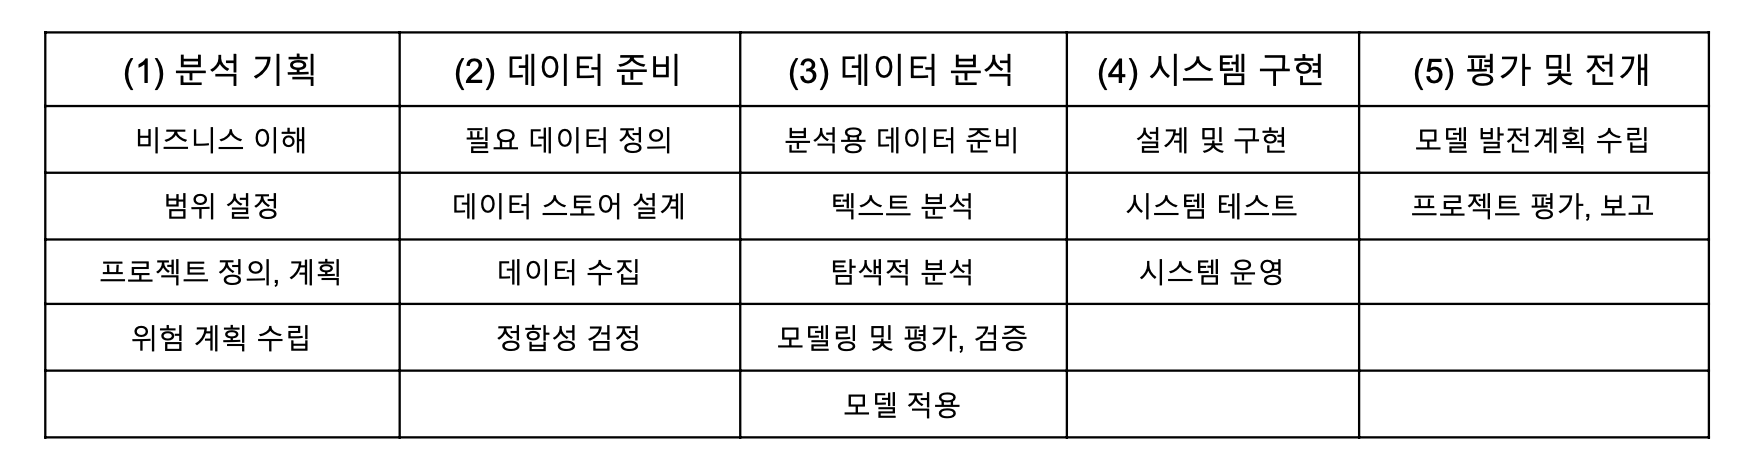 (1) 분석 기획 (2) 데이터 준비 (3) 데이터 분석 (4) 시스템 구현 (5) 평가 및 전개
비즈니스 이해 필요 데이터 정의 분석용 데이터 준비 설계 및 구현 모델 발전계획 수립
범위 설정 데이터 스토어 설계 텍스트 분석 시스템 테스트 프로젝트 평가, 보고
프로젝트 정의, 계획 데이터 수집 탐색적 분석 시스템 운영
위험 계획 수립 정합성 검정 모델링 및 평가, 검증
모델 적용